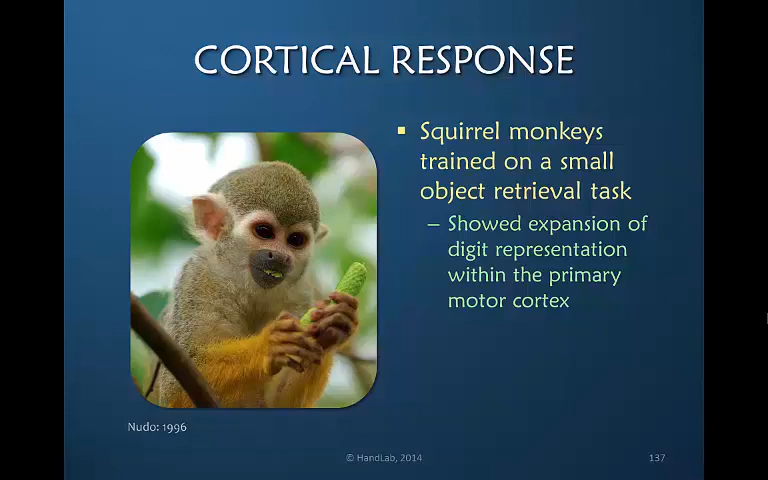 CORTICAL RESPONSE
▪ Squirrel monkeys
trained on a small
object retrieval task
– Showed expansion of
digit representation
within the primary
motor cortex
Nudo: 1996
© HandLab, 2014
137